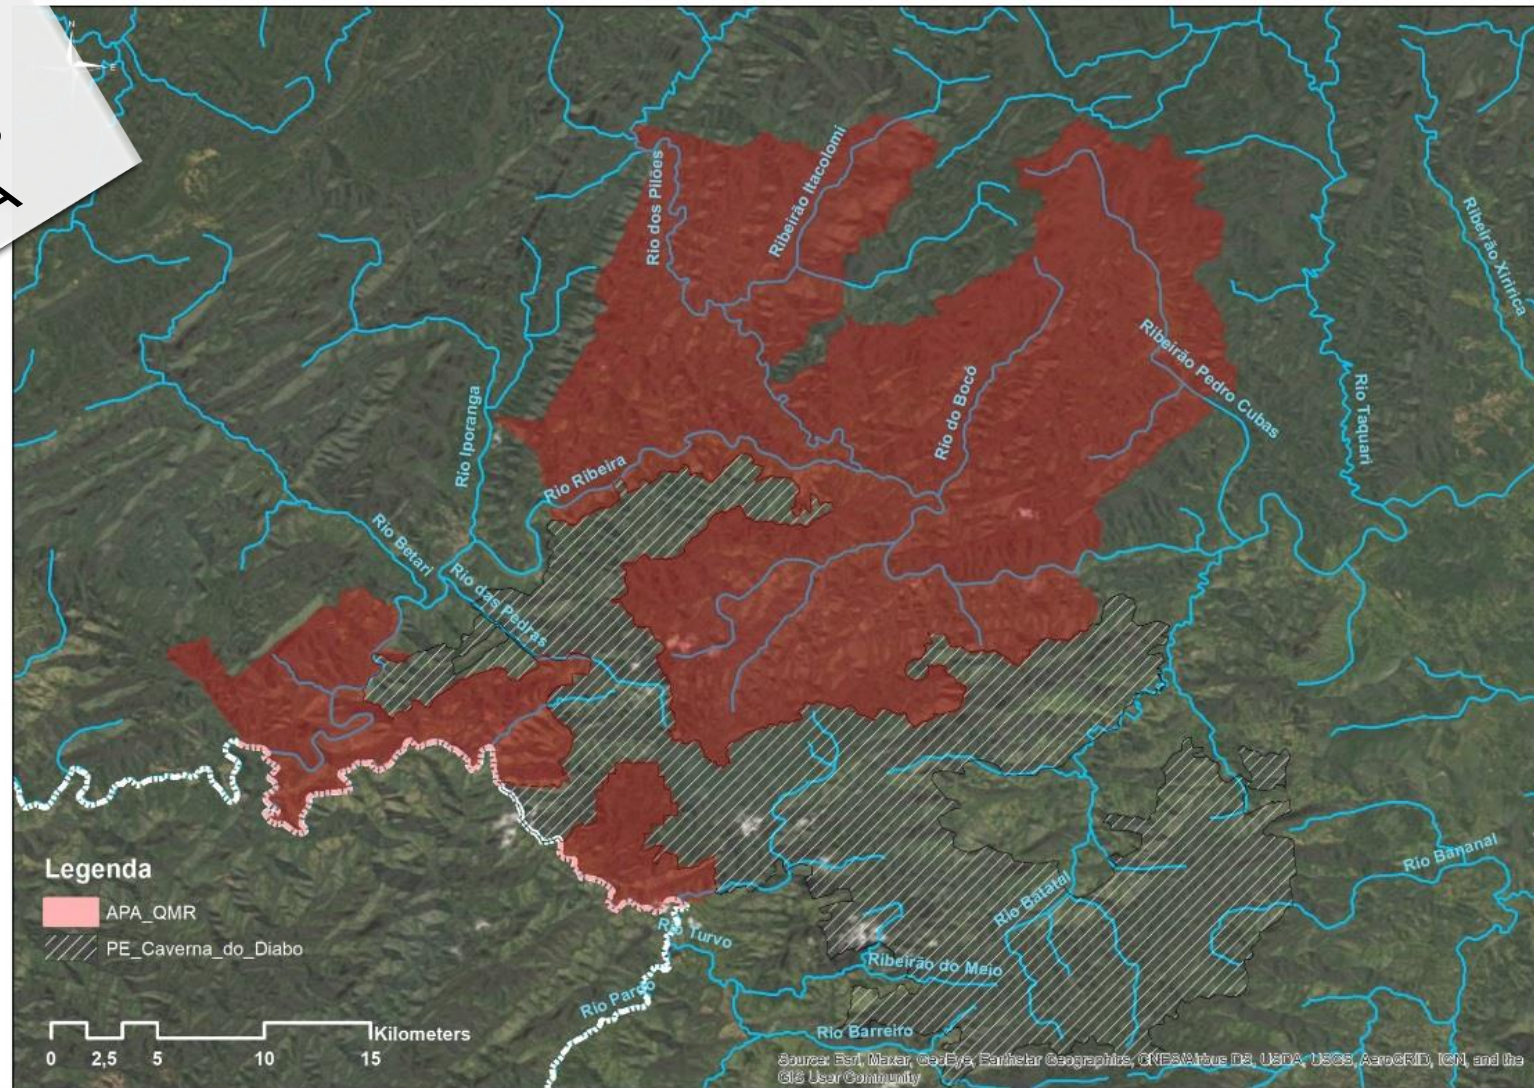 N
E
A
Rio dos Pilões
Ribeirão Itacolomi
Ribeirão Xiririca
Ribeirão Pedro Cubas
Rio Taquari
Rio do Bocó
Rio Iporanga
Rio Ribeira
Rio Betari
Rio das Pedras
Legenda
APA_QMR
PE_Caverna_do_Diabo
Rio Bananal
Rio Batatal
Rio Turvo
Ribeirão do Meio
Rio Pardo
Rio Barreiro
Kilometers
0 2,5 5 10 15
Source: Esri, Maxar, GeoEye, Earthstar Geographics, CNES/Airbus DS, USDA, USGS, AeroGRID, IGN, and the
GIS User Community